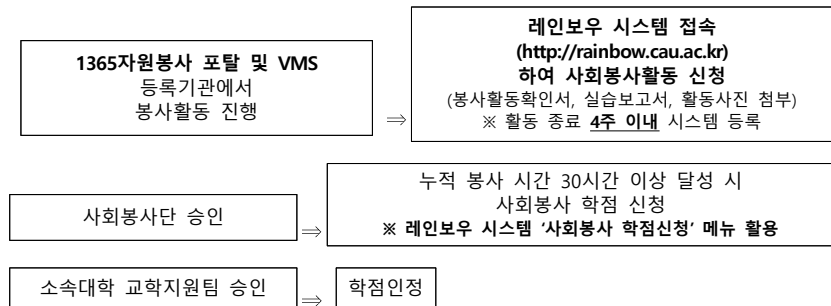 1365자원봉사 포탈 및 VMS
등록기관에서
봉사활동 진행
⇒
레인보우 시스템 접속
(http://rainbow.cau.ac.kr)
하여 사회봉사활동 신청
(봉사활동확인서, 실습보고서, 활동사진 첨부)
※ 활동 종료 4주 이내 시스템 등록
사회봉사단 승인
⇒
누적 봉사 시간 30시간 이상 달성 시
사회봉사 학점 신청
※ 레인보우 시스템 ‘사회봉사 학점신청’ 메뉴 활용
소속대학 교학지원팀 승인
⇒
학점인정